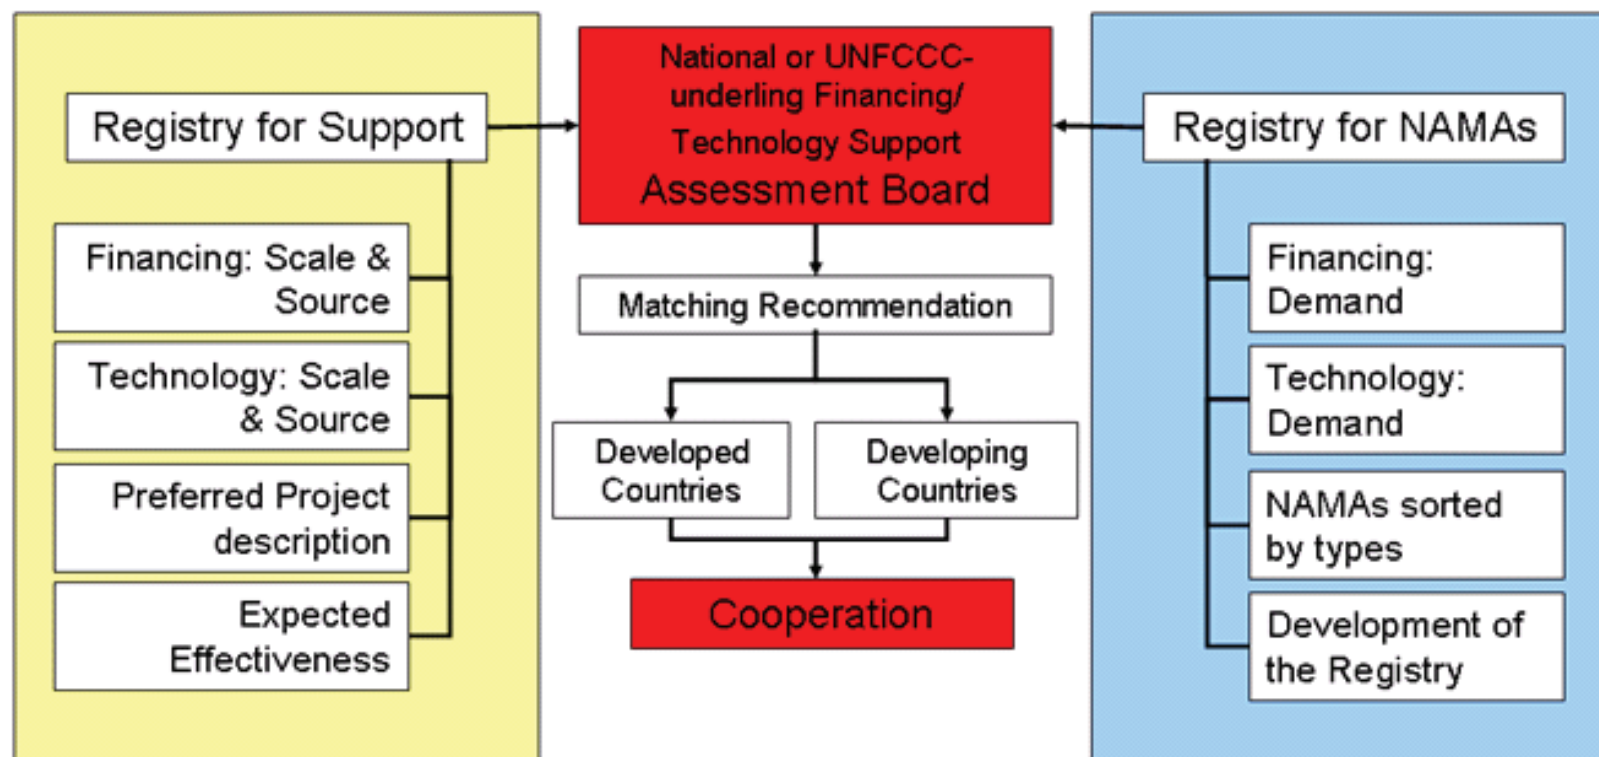 Registry for Support
Financing: Scale &
Source
Technology: Scale
& Source
Preferred Project
description
Expected
Effectiveness
National or UNFCCC-
underling Financing/
Technology Support
Assessment Board
Matching Recommendation
Developed
Countries
Developing
Countries
Cooperation
Registry for NAMAs
Financing:
Demand
Technology:
Demand
NAMAs sorted
by types
Development of
the Registry